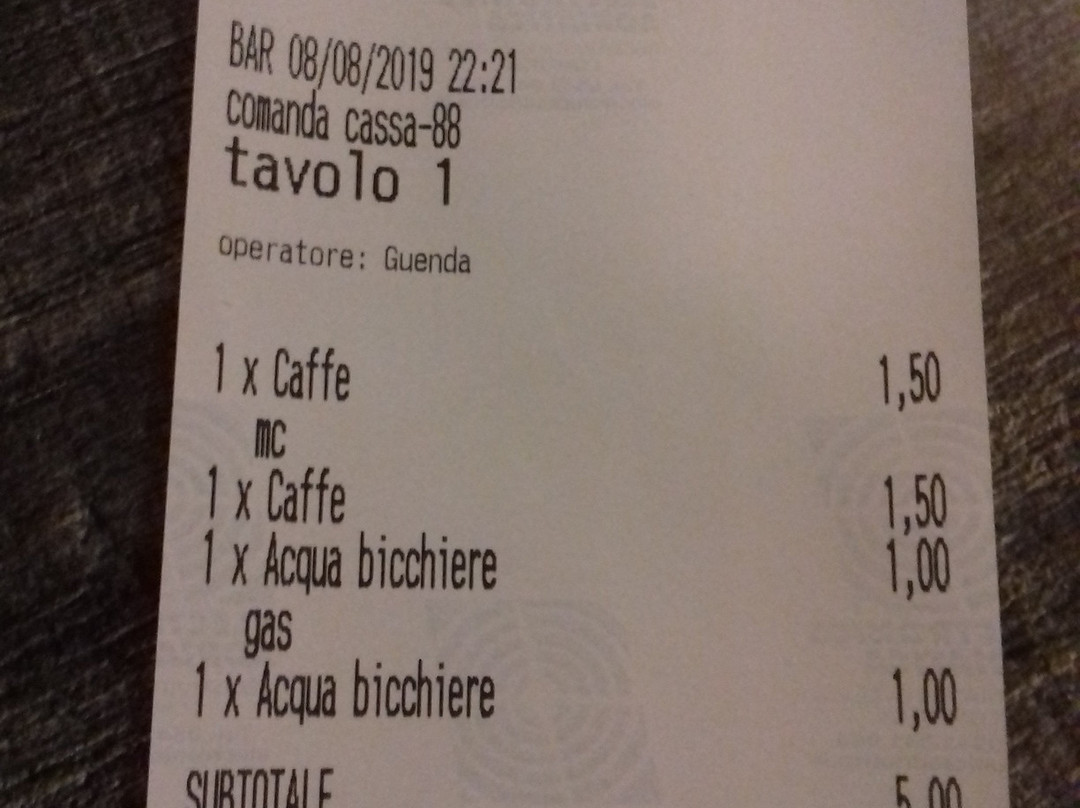 BAR 08/08/2019 22:21
comanda cassa-88
tavolo 1
operatore: Guenda
1 x Caffe 1,50
mc
1 x Caffe 1,50
1 x Acqua bicchiere 1,00
gas
1 x Acqua bicchiere 1,00
SUBTOTALE 5,00